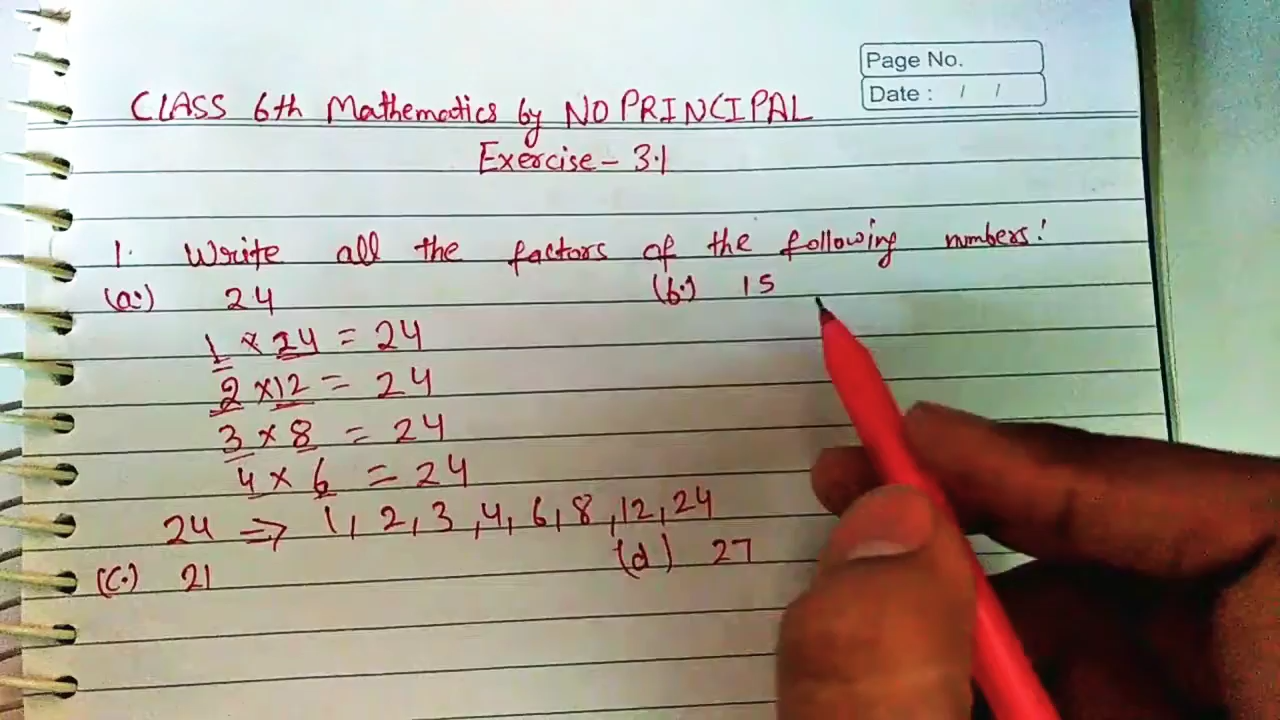 Page No.
Date : / /
CLASS 6th Mathematics by NO PRINCIPAL
Exercise - 3.1
1. Write all the factors of the following numbers:
(a.) 24 (b.) 15
1 × 24 = 24
2 × 12 = 24
3 × 8 = 24
4 × 6 = 24
24 ⇒ 1, 2, 3, 4, 6, 8, 12, 24
(c.) 21 (d) 27